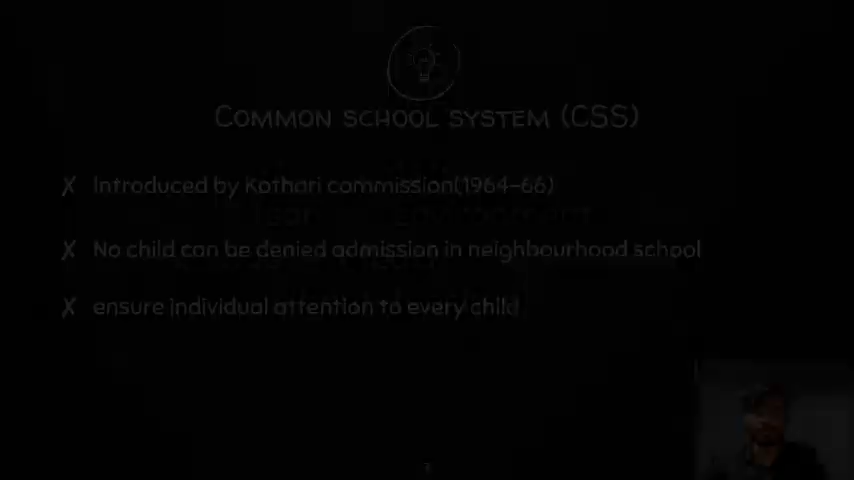 COMMON SCHOOL SYSTEM (CSS)
✗ Introduced by Kothari commission(1964-66)
✗ No child can be denied admission in neighbourhood school
✗ ensure individual attention to every child